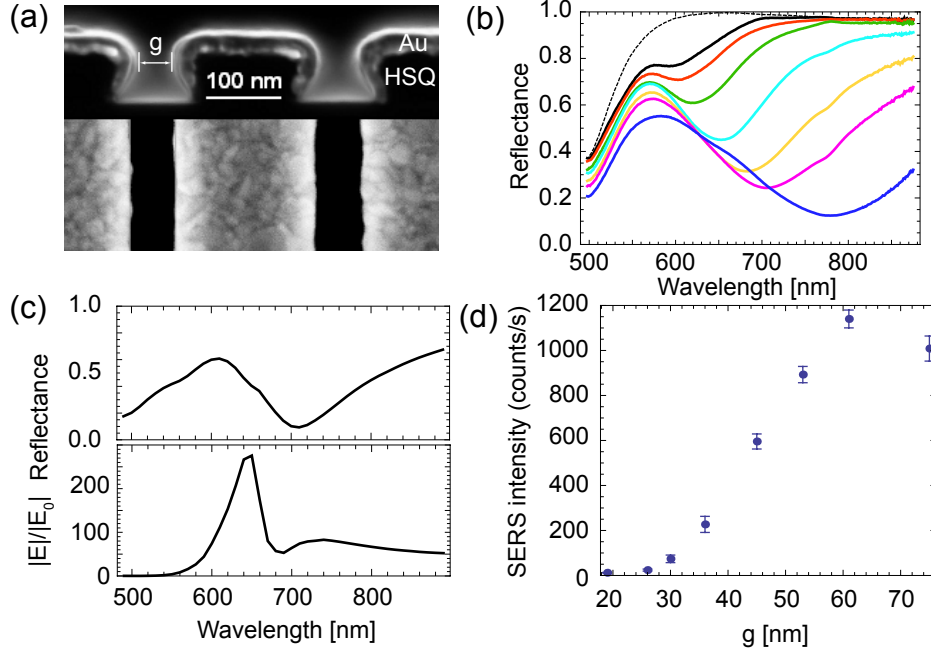 (a)
g
Au
HSQ
100 nm
(b)
Reflectance
1.0
0.8
0.6
0.4
0.2
0.0
500 600 700 800
Wavelength [nm]
(c)
|E|/|E₀| Reflectance
1.0
0.5
0.0
200
100
0
500 600 700 800
Wavelength [nm]
(d)
SERS intensity (counts/s)
1200
1000
800
600
400
200
0
20 30 40 50 60 70
g [nm]